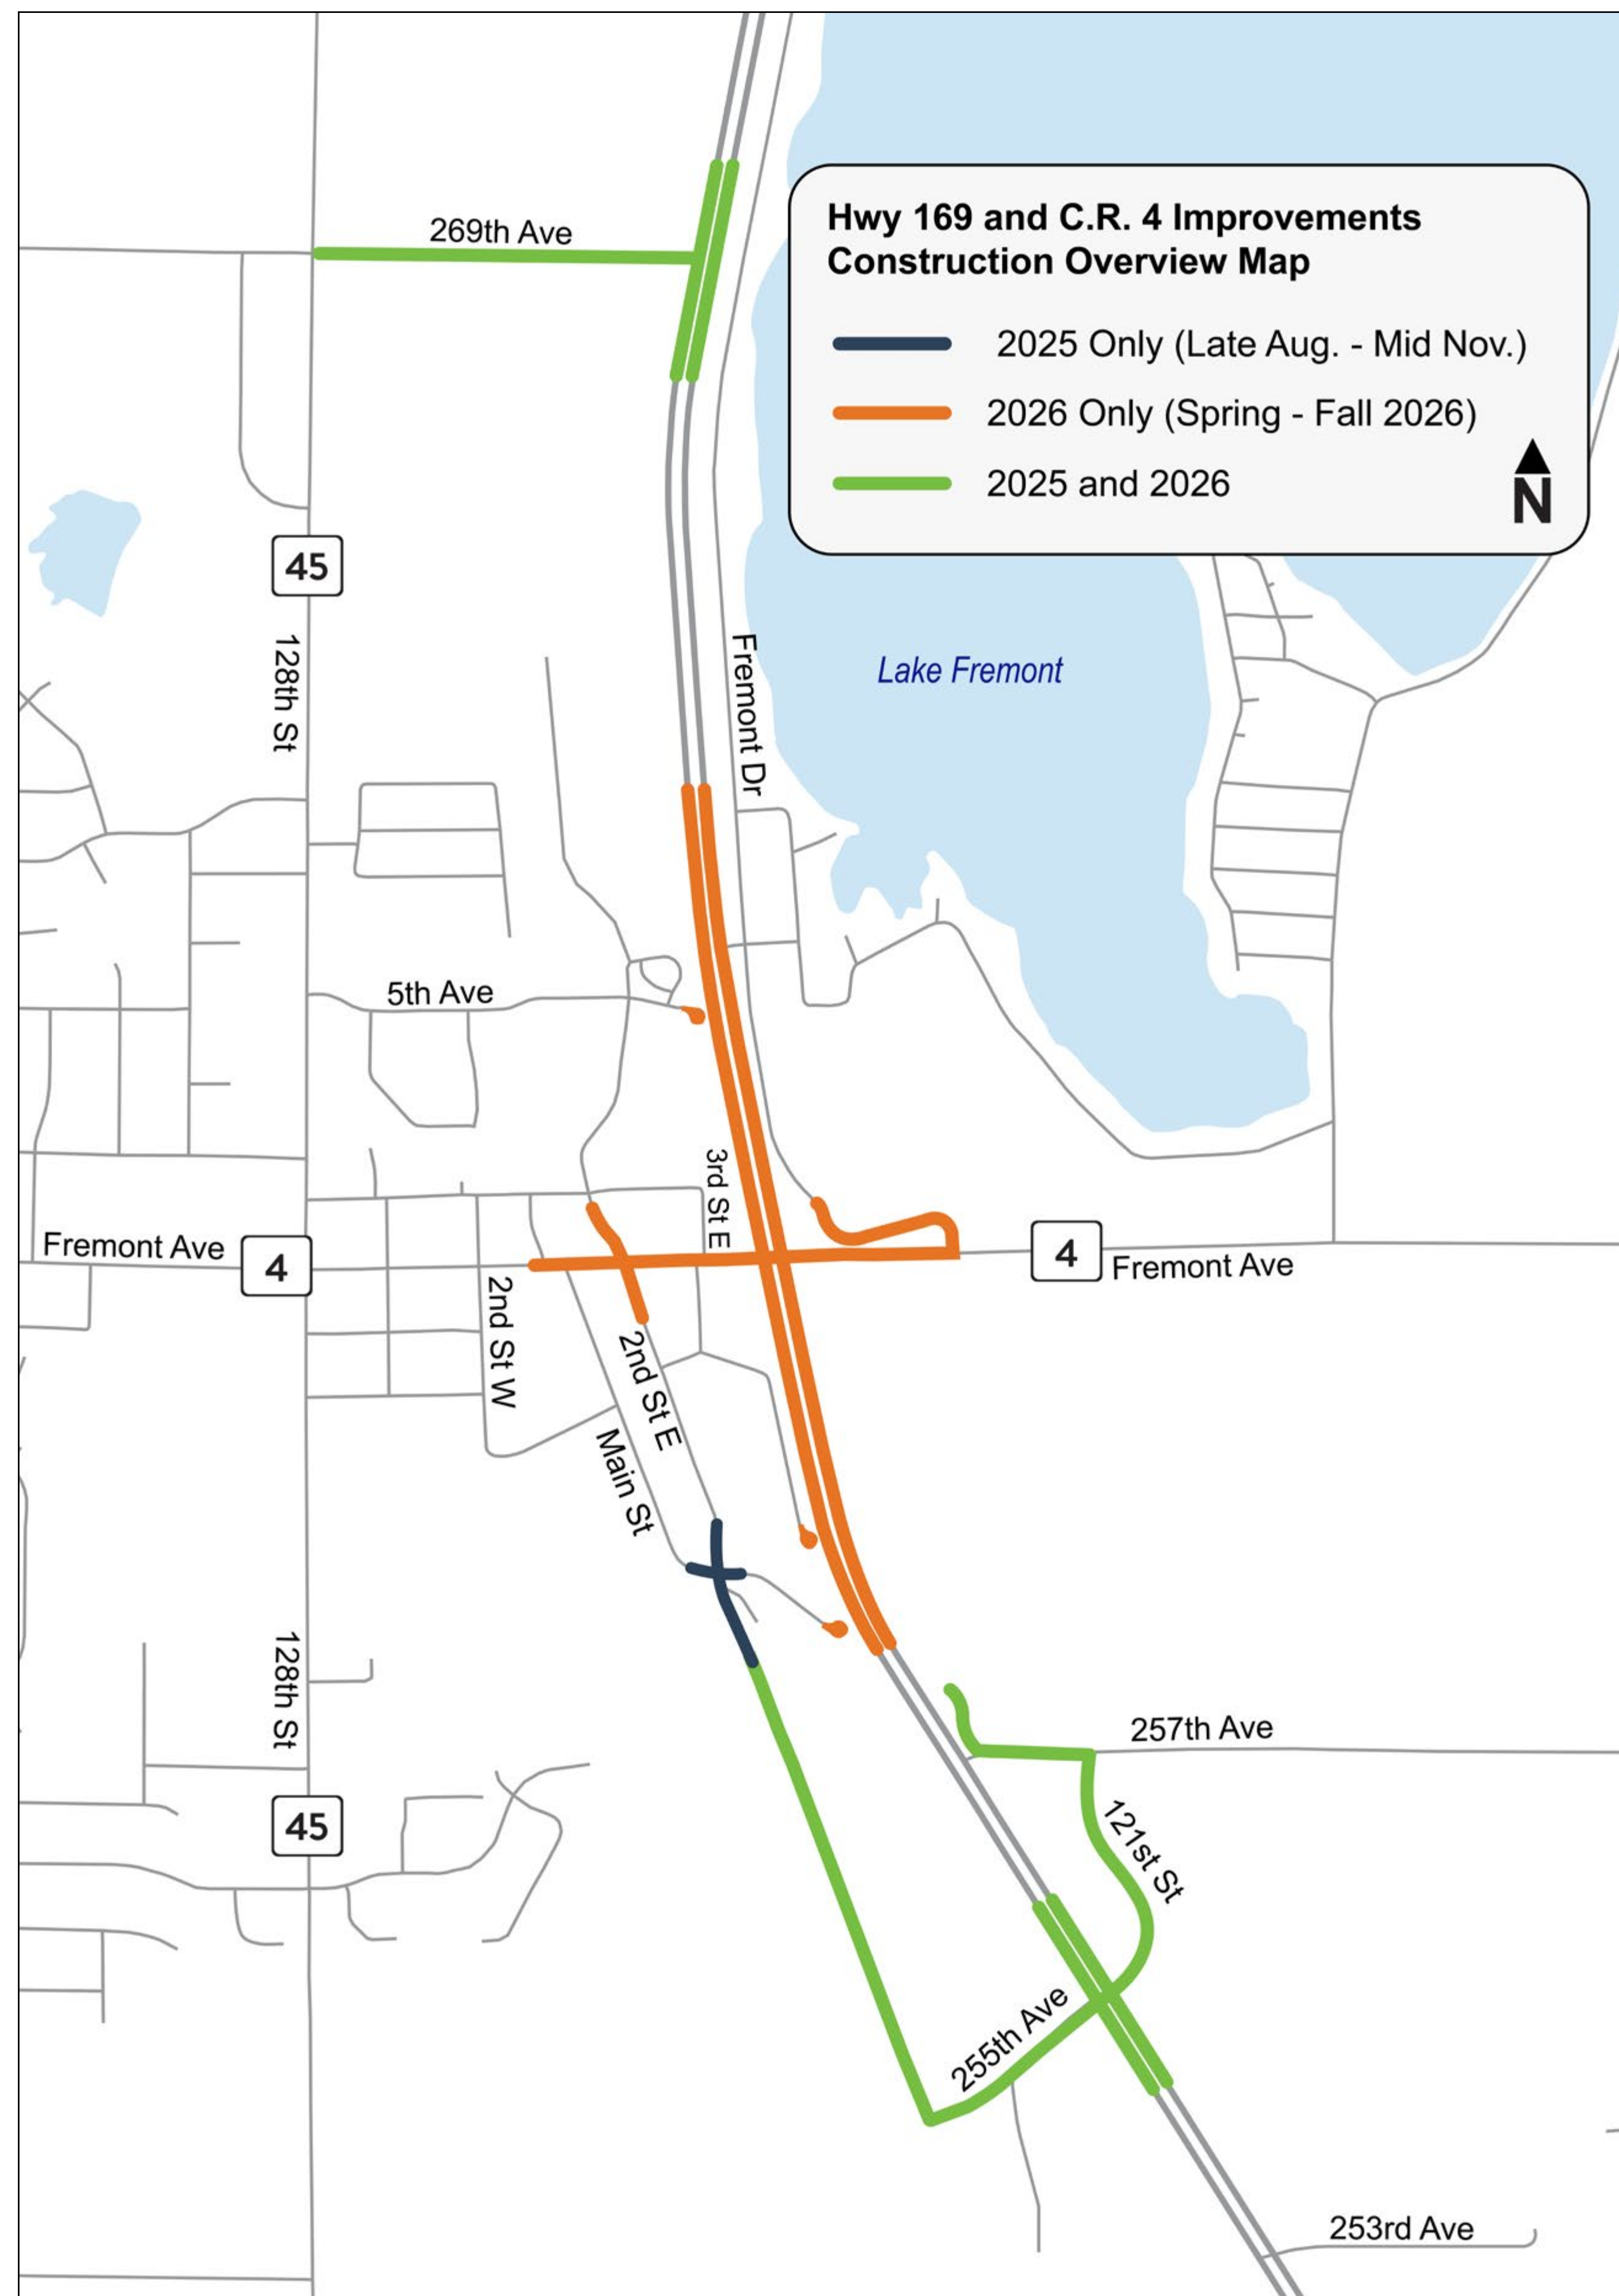 269th Ave
Hwy 169 and C.R. 4 Improvements
Construction Overview Map
2025 Only (Late Aug. - Mid Nov.)
2026 Only (Spring - Fall 2026)
2025 and 2026
N
45
128th St
Fremont Dr
Lake Fremont
5th Ave
3rd St E
Fremont Ave
4
4
Fremont Ave
2nd St W
2nd St E
Main St
128th St
257th Ave
45
121st St
255th Ave
253rd Ave